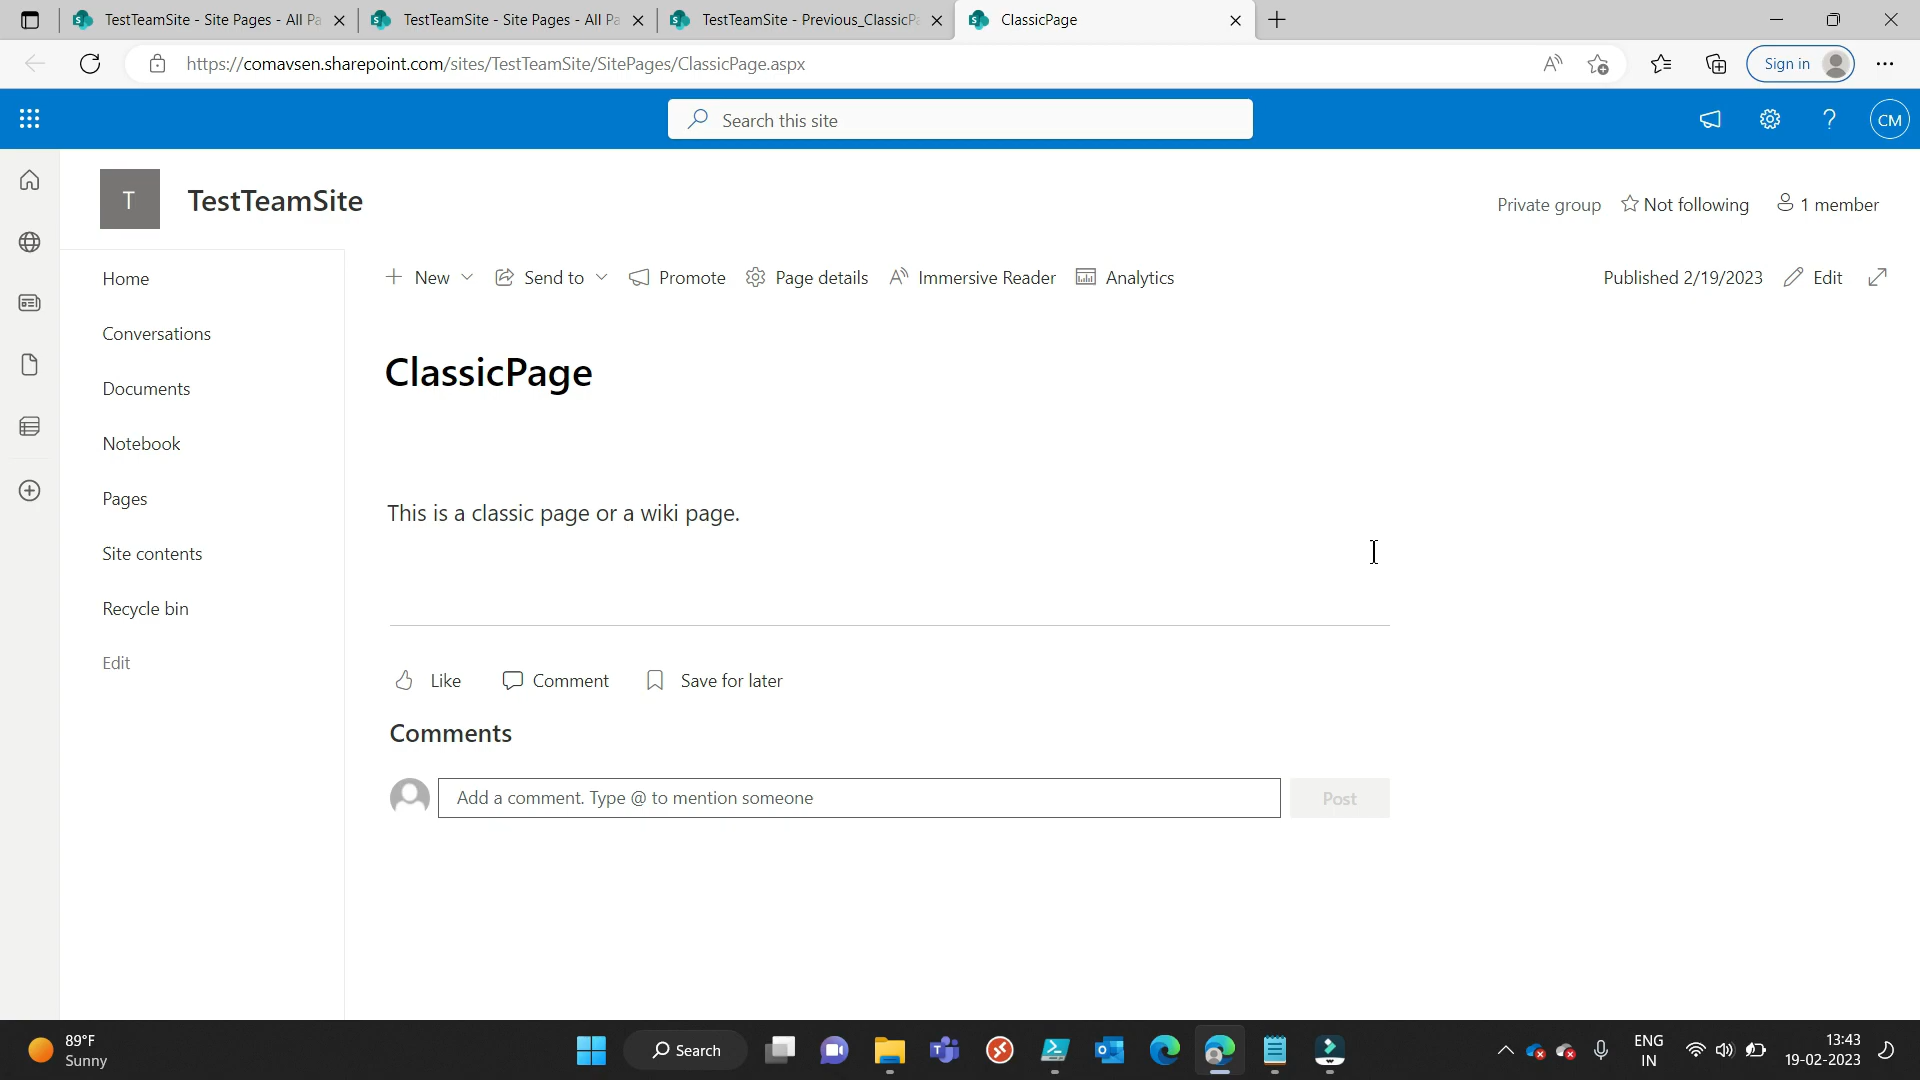 TestTeamSite - Site Pages - All Pa
TestTeamSite - Site Pages - All Pa
TestTeamSite - Previous_ClassicPa
ClassicPage
https://comavsen.sharepoint.com/sites/TestTeamSite/SitePages/ClassicPage.aspx
Sign in
Search this site
CM
T
TestTeamSite
Private group
Not following
1 member
Home
Conversations
Documents
Notebook
Pages
Site contents
Recycle bin
Edit
New
Send to
Promote
Page details
Immersive Reader
Analytics
Published 2/19/2023
Edit
ClassicPage
This is a classic page or a wiki page.
Like
Comment
Save for later
Comments
Add a comment. Type @ to mention someone
Post
89°F
Sunny
Search
ENG
IN
13:43
19-02-2023